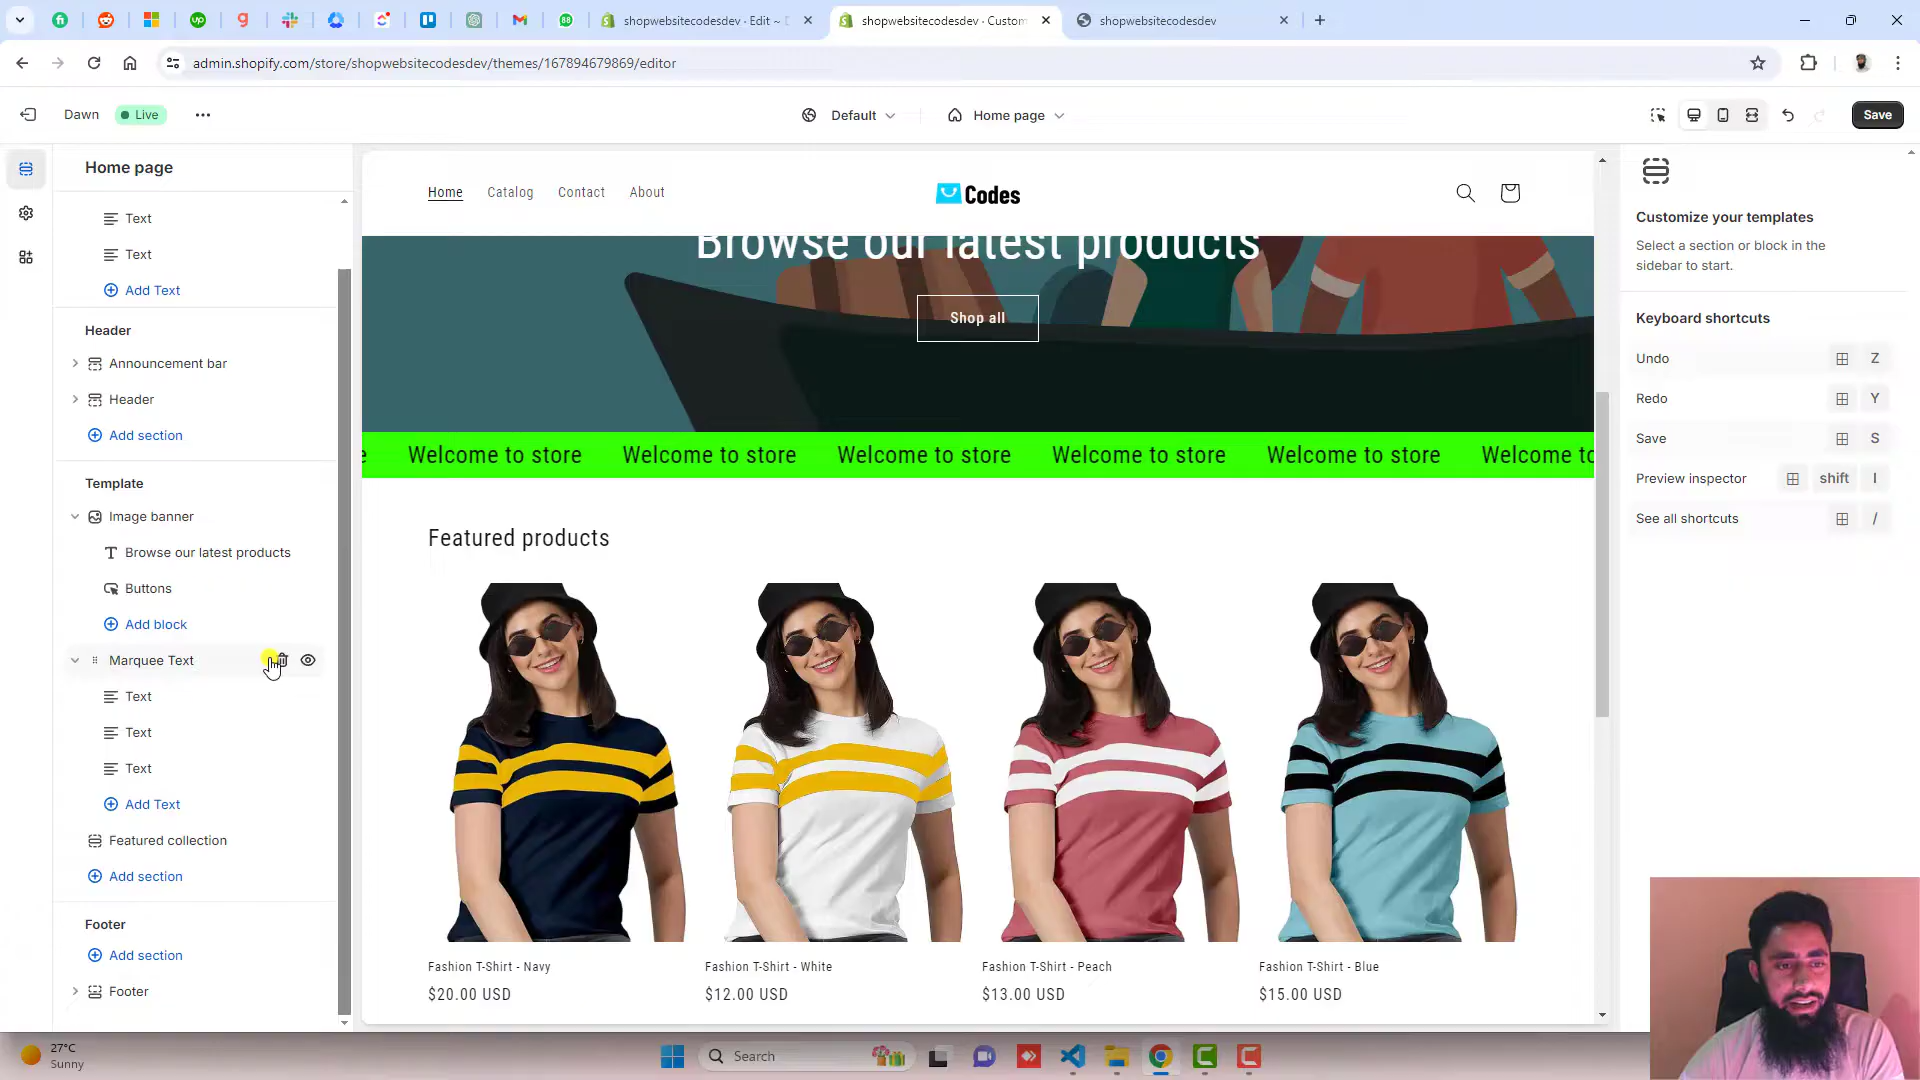 shopwebsitecodesdev · Edit ~ D
shopwebsitecodesdev · Custom
shopwebsitecodesdev
admin.shopify.com/store/shopwebsitecodesdev/themes/167894679869/editor
Dawn
Live
Default
Home page
Save
Home page
Text
Text
Add Text
Header
Announcement bar
Header
Add section
Template
Image banner
Browse our latest products
Buttons
Add block
Marquee Text
Text
Text
Text
Add Text
Featured collection
Add section
Footer
Add section
Footer
Home
Catalog
Contact
About
Codes
Browse our latest products
Shop all
e Welcome to store Welcome to store Welcome to store Welcome to store Welcome to store Welcome to
Featured products
Fashion T-Shirt - Navy
$20.00 USD
Fashion T-Shirt - White
$12.00 USD
Fashion T-Shirt - Peach
$13.00 USD
Fashion T-Shirt - Blue
$15.00 USD
Customize your templates
Select a section or block in the
sidebar to start.
Keyboard shortcuts
Undo Z
Redo Y
Save S
Preview inspector shift I
See all shortcuts /
27°C
Sunny
Search